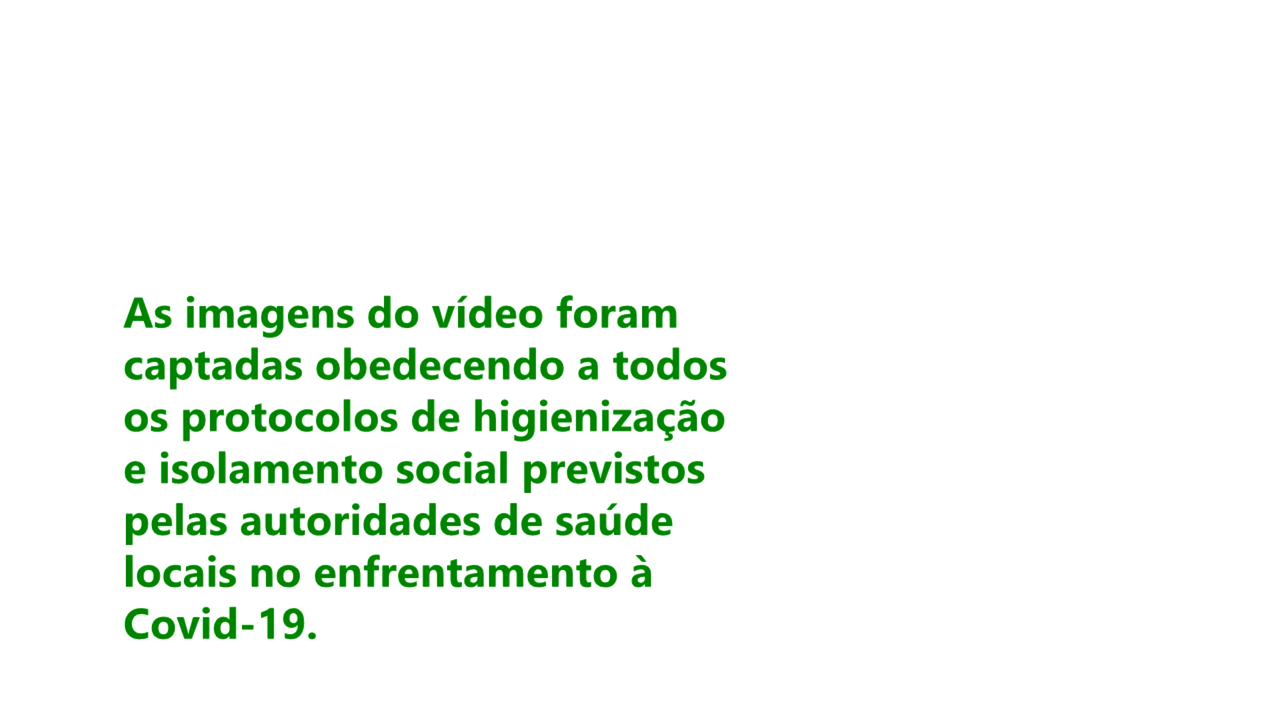 As imagens do vídeo foram
captadas obedecendo a todos
os protocolos de higienização
e isolamento social previstos
pelas autoridades de saúde
locais no enfrentamento à
Covid-19.